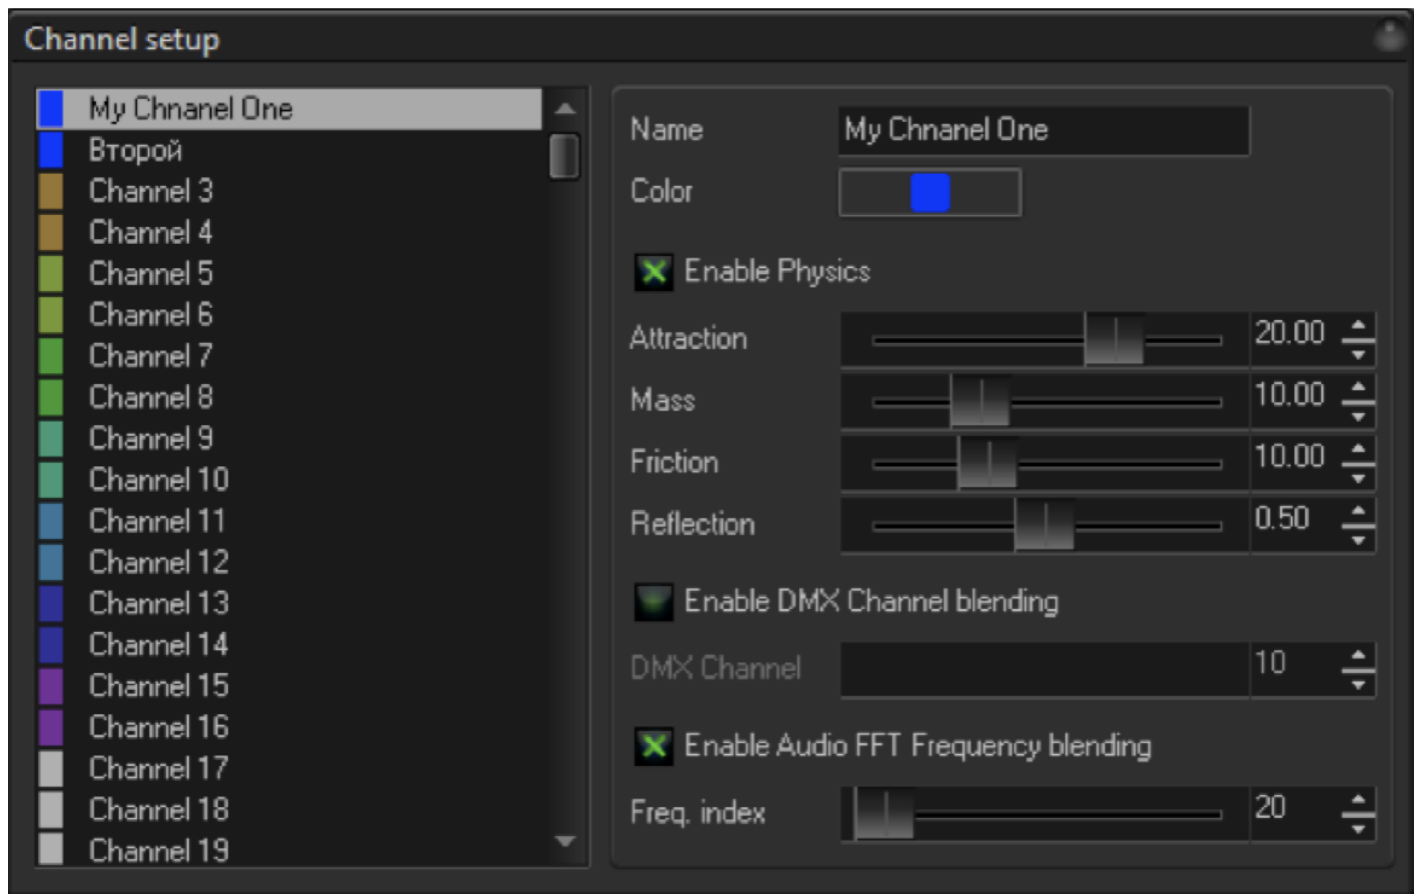 Channel setup
My Chnanel One
Второй
Channel 3
Channel 4
Channel 5
Channel 6
Channel 7
Channel 8
Channel 9
Channel 10
Channel 11
Channel 12
Channel 13
Channel 14
Channel 15
Channel 16
Channel 17
Channel 18
Channel 19
Name My Chnanel One
Color
Enable Physics
Attraction 20.00
Mass 10.00
Friction 10.00
Reflection 0.50
Enable DMX Channel blending
DMX Channel 10
Enable Audio FFT Frequency blending
Freq. index 20